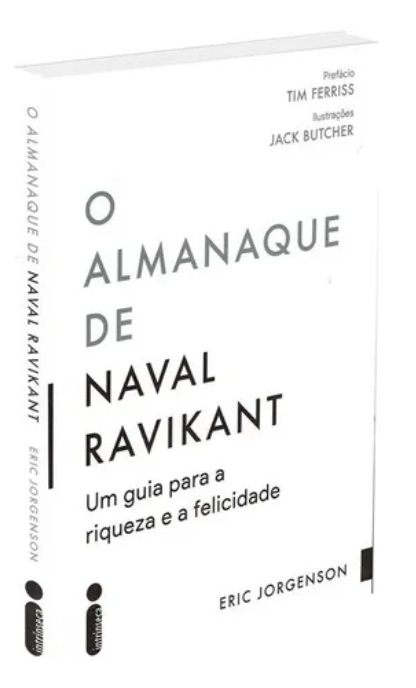 O ALMANAQUE DE NAVAL RAVIKANT
ERIC JORGENSON
intrínseca
Prefácio
TIM FERRISS
Ilustrações
JACK BUTCHER
O
ALMANAQUE
DE
NAVAL
RAVIKANT
Um guia para a
riqueza e a felicidade
ERIC JORGENSON
intrínseca